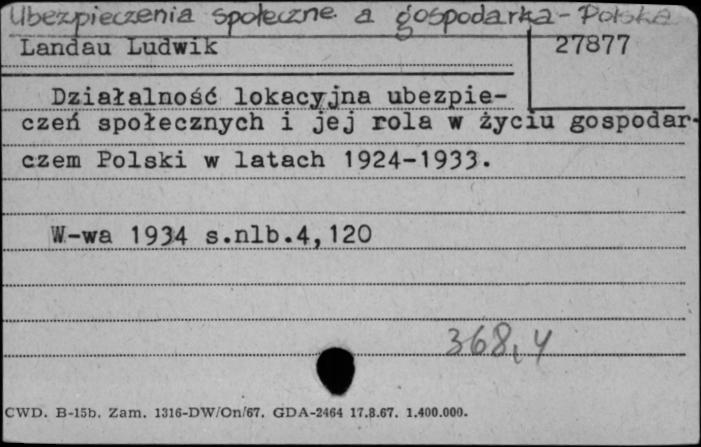 Ubezpieczenia społeczne a gospodarka - Polska
Landau Ludwik
27877
Działalność lokacyjna ubezpie-
czeń społecznych i jej rola w życiu gospodar-
czem Polski w latach 1924-1933.
W-wa 1934 s.nlb.4,120
368,4
CWD. B-15b. Zam. 1316-DW/On/67. GDA-2464 17.8.67. 1.400.000.